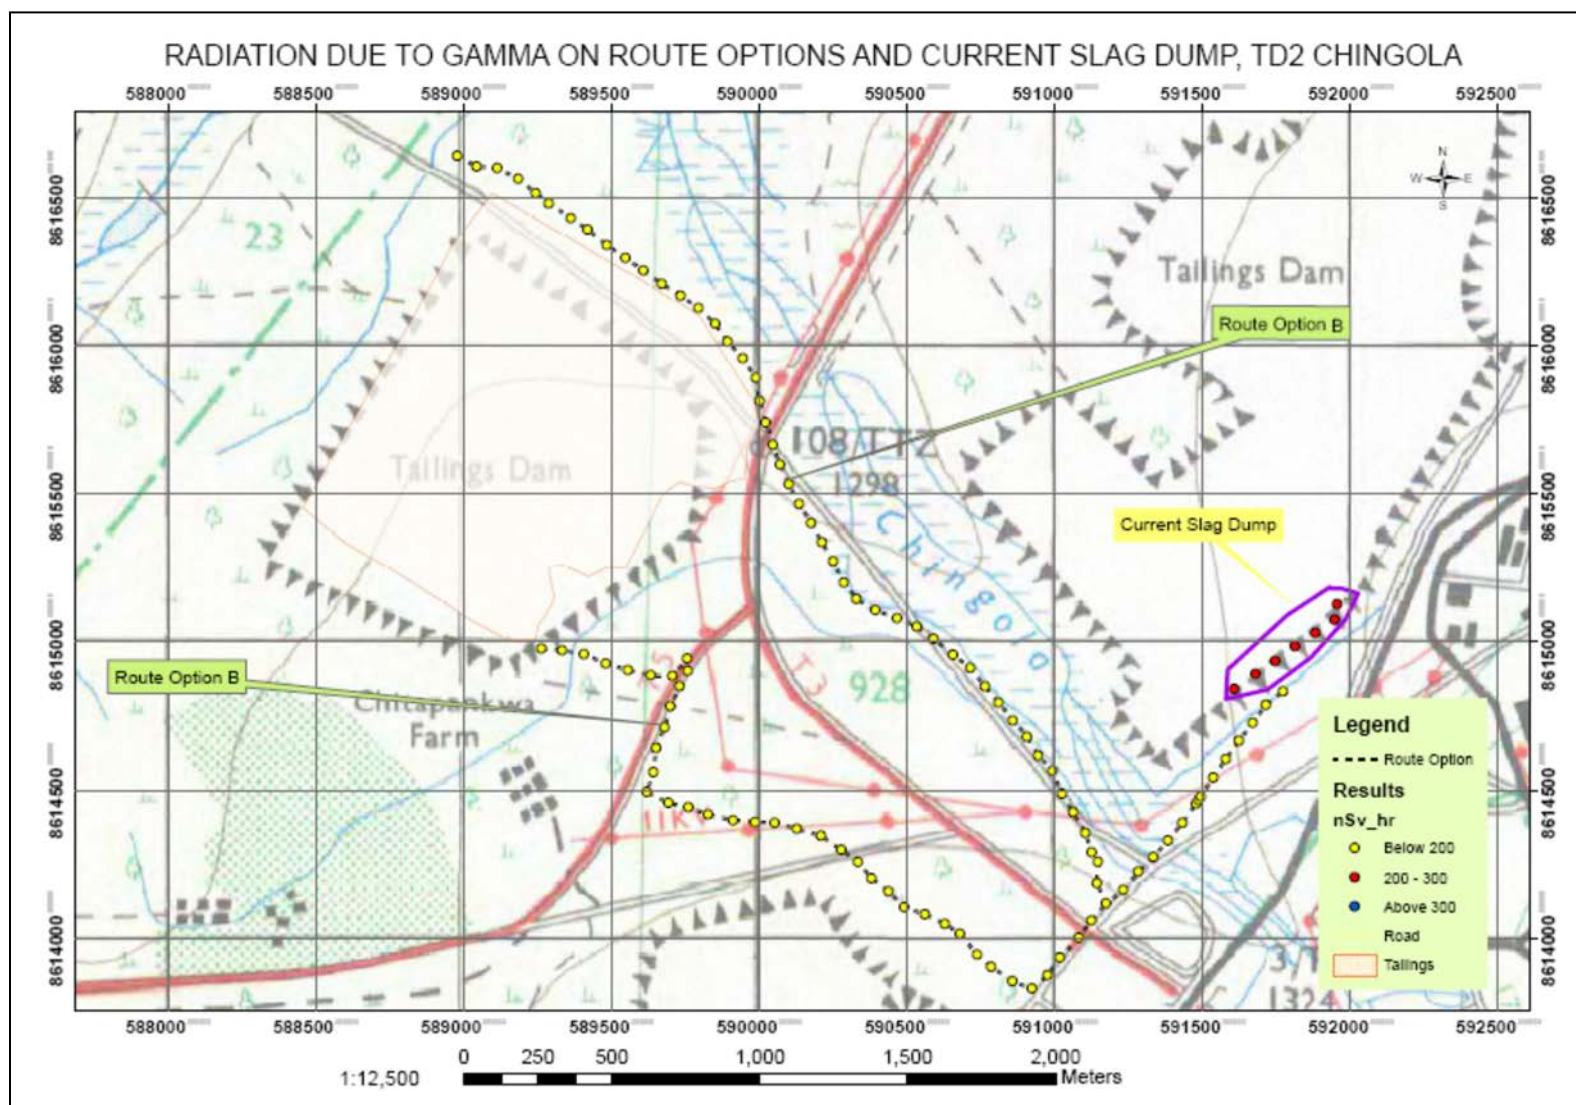 RADIATION DUE TO GAMMA ON ROUTE OPTIONS AND CURRENT SLAG DUMP, TD2 CHINGOLA
588000 588500 589000 589500 590000 590500 591000 591500 592000 592500
N
W E
S
8616500 8616500
23
Tailings Dam
Route Option B
8616000 8616000
108 TTZ
Tailings Dam
1298
8615500 8615500
Current Slag Dump
Chingolo
8615000 8615000
Route Option B
T3
928
Chitapankwa
Farm
Legend
Route Option
Results
nSv_hr
Below 200
200 - 300
Above 300
Road
Tailings
8614500 8614500
11KV
8614000 8614000
1324
588000 588500 589000 589500 590000 590500 591000 591500 592000 592500
0 250 500 1,000 1,500 2,000
1:12,500 Meters